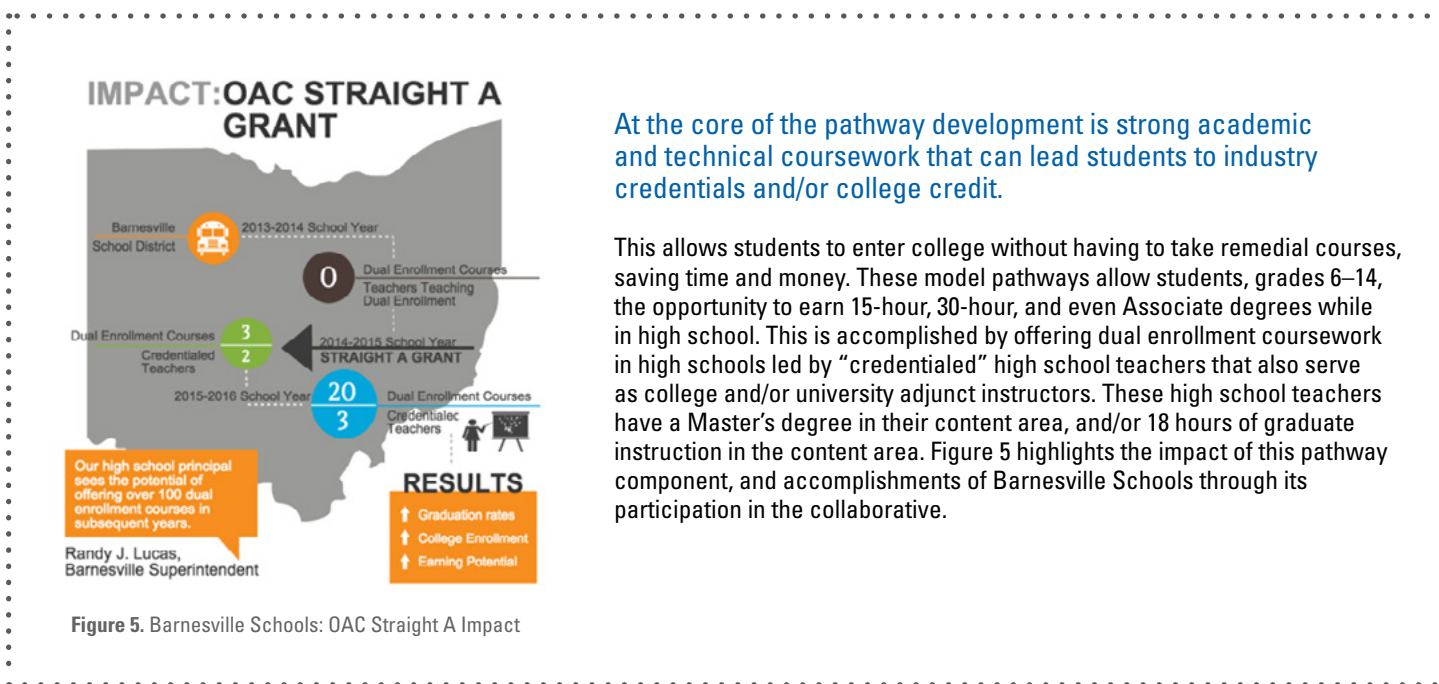 IMPACT:OAC STRAIGHT A
GRANT
Barnesville
School District
2013-2014 School Year
0
Dual Enrollment Courses
Teachers Teaching
Dual Enrollment
Dual Enrollment Courses
3
2
Credentialed
Teachers
2014-2015 School Year
STRAIGHT A GRANT
2015-2016 School Year
20
3
Dual Enrollment Courses
Credentialed
Teachers
Our high school principal
sees the potential of
offering over 100 dual
enrollment courses in
subsequent years.
Randy J. Lucas,
Barnesville Superintendent
RESULTS
Graduation rates
College Enrollment
Earning Potential
Figure 5. Barnesville Schools: OAC Straight A Impact
At the core of the pathway development is strong academic
and technical coursework that can lead students to industry
credentials and/or college credit.
This allows students to enter college without having to take remedial courses,
saving time and money. These model pathways allow students, grades 6–14,
the opportunity to earn 15-hour, 30-hour, and even Associate degrees while
in high school. This is accomplished by offering dual enrollment coursework
in high schools led by “credentialed” high school teachers that also serve
as college and/or university adjunct instructors. These high school teachers
have a Master’s degree in their content area, and/or 18 hours of graduate
instruction in the content area. Figure 5 highlights the impact of this pathway
component, and accomplishments of Barnesville Schools through its
participation in the collaborative.